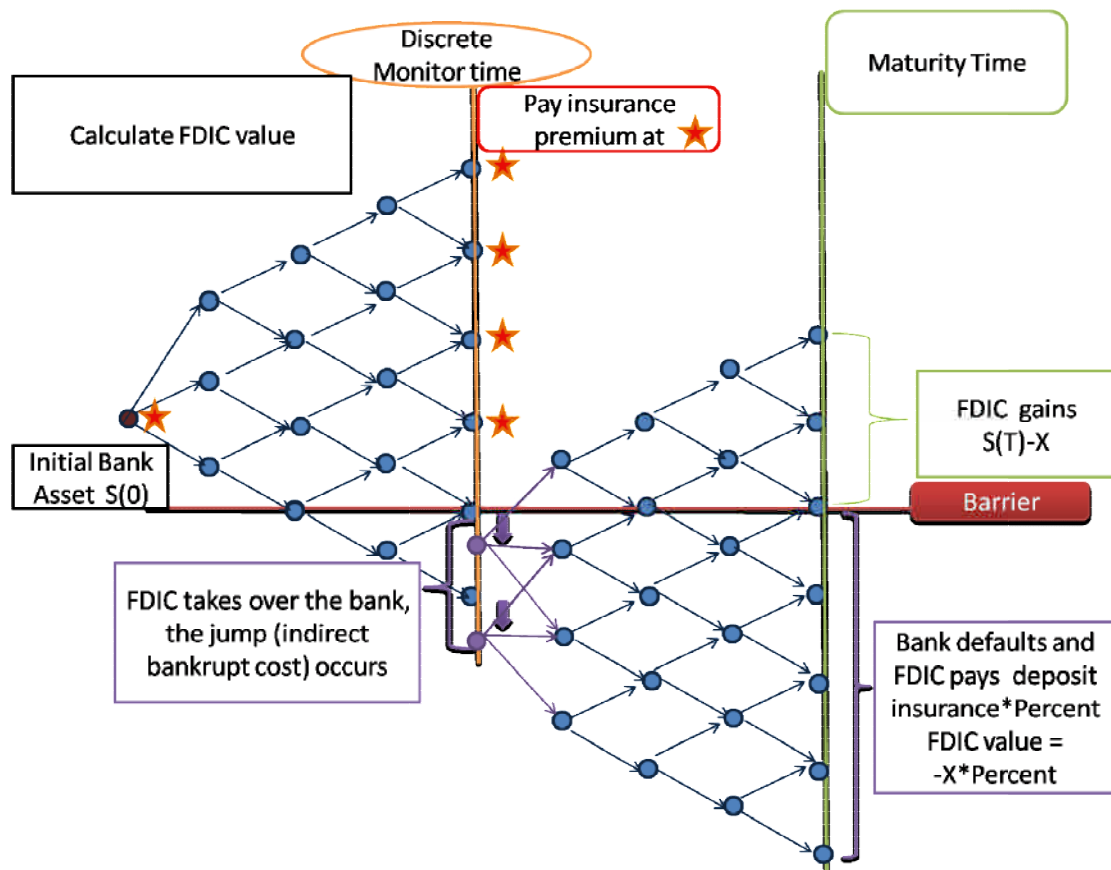 Discrete
Monitor time
Maturity Time
Calculate FDIC value
Pay insurance
premium at
FDIC gains
S(T)-X
Initial Bank
Asset S(0)
Barrier
FDIC takes over the bank,
the jump (indirect
bankrupt cost) occurs
Bank defaults and
FDIC pays deposit
insurance*Percent
FDIC value =
-X*Percent